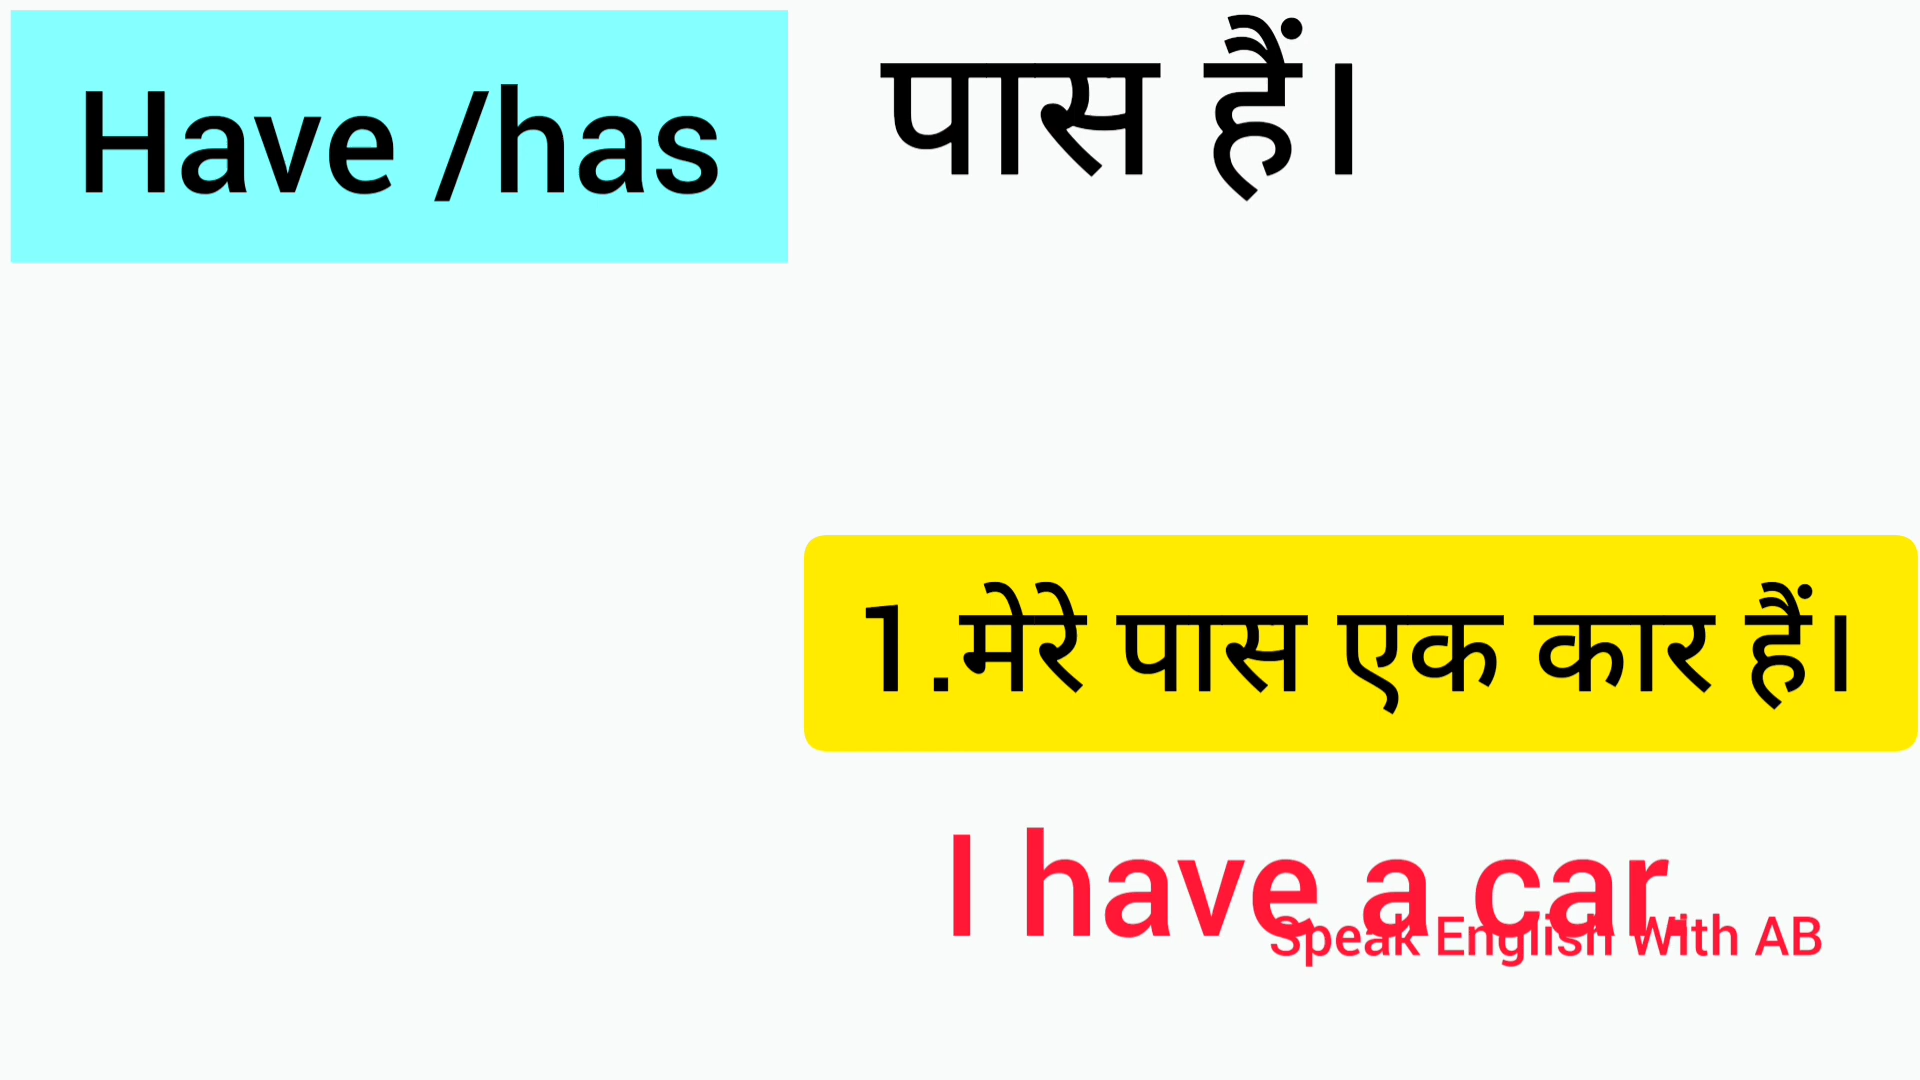 Have /has
पास हैं।
1.मेरे पास एक कार हैं।
I have a car.
Speak English With AB